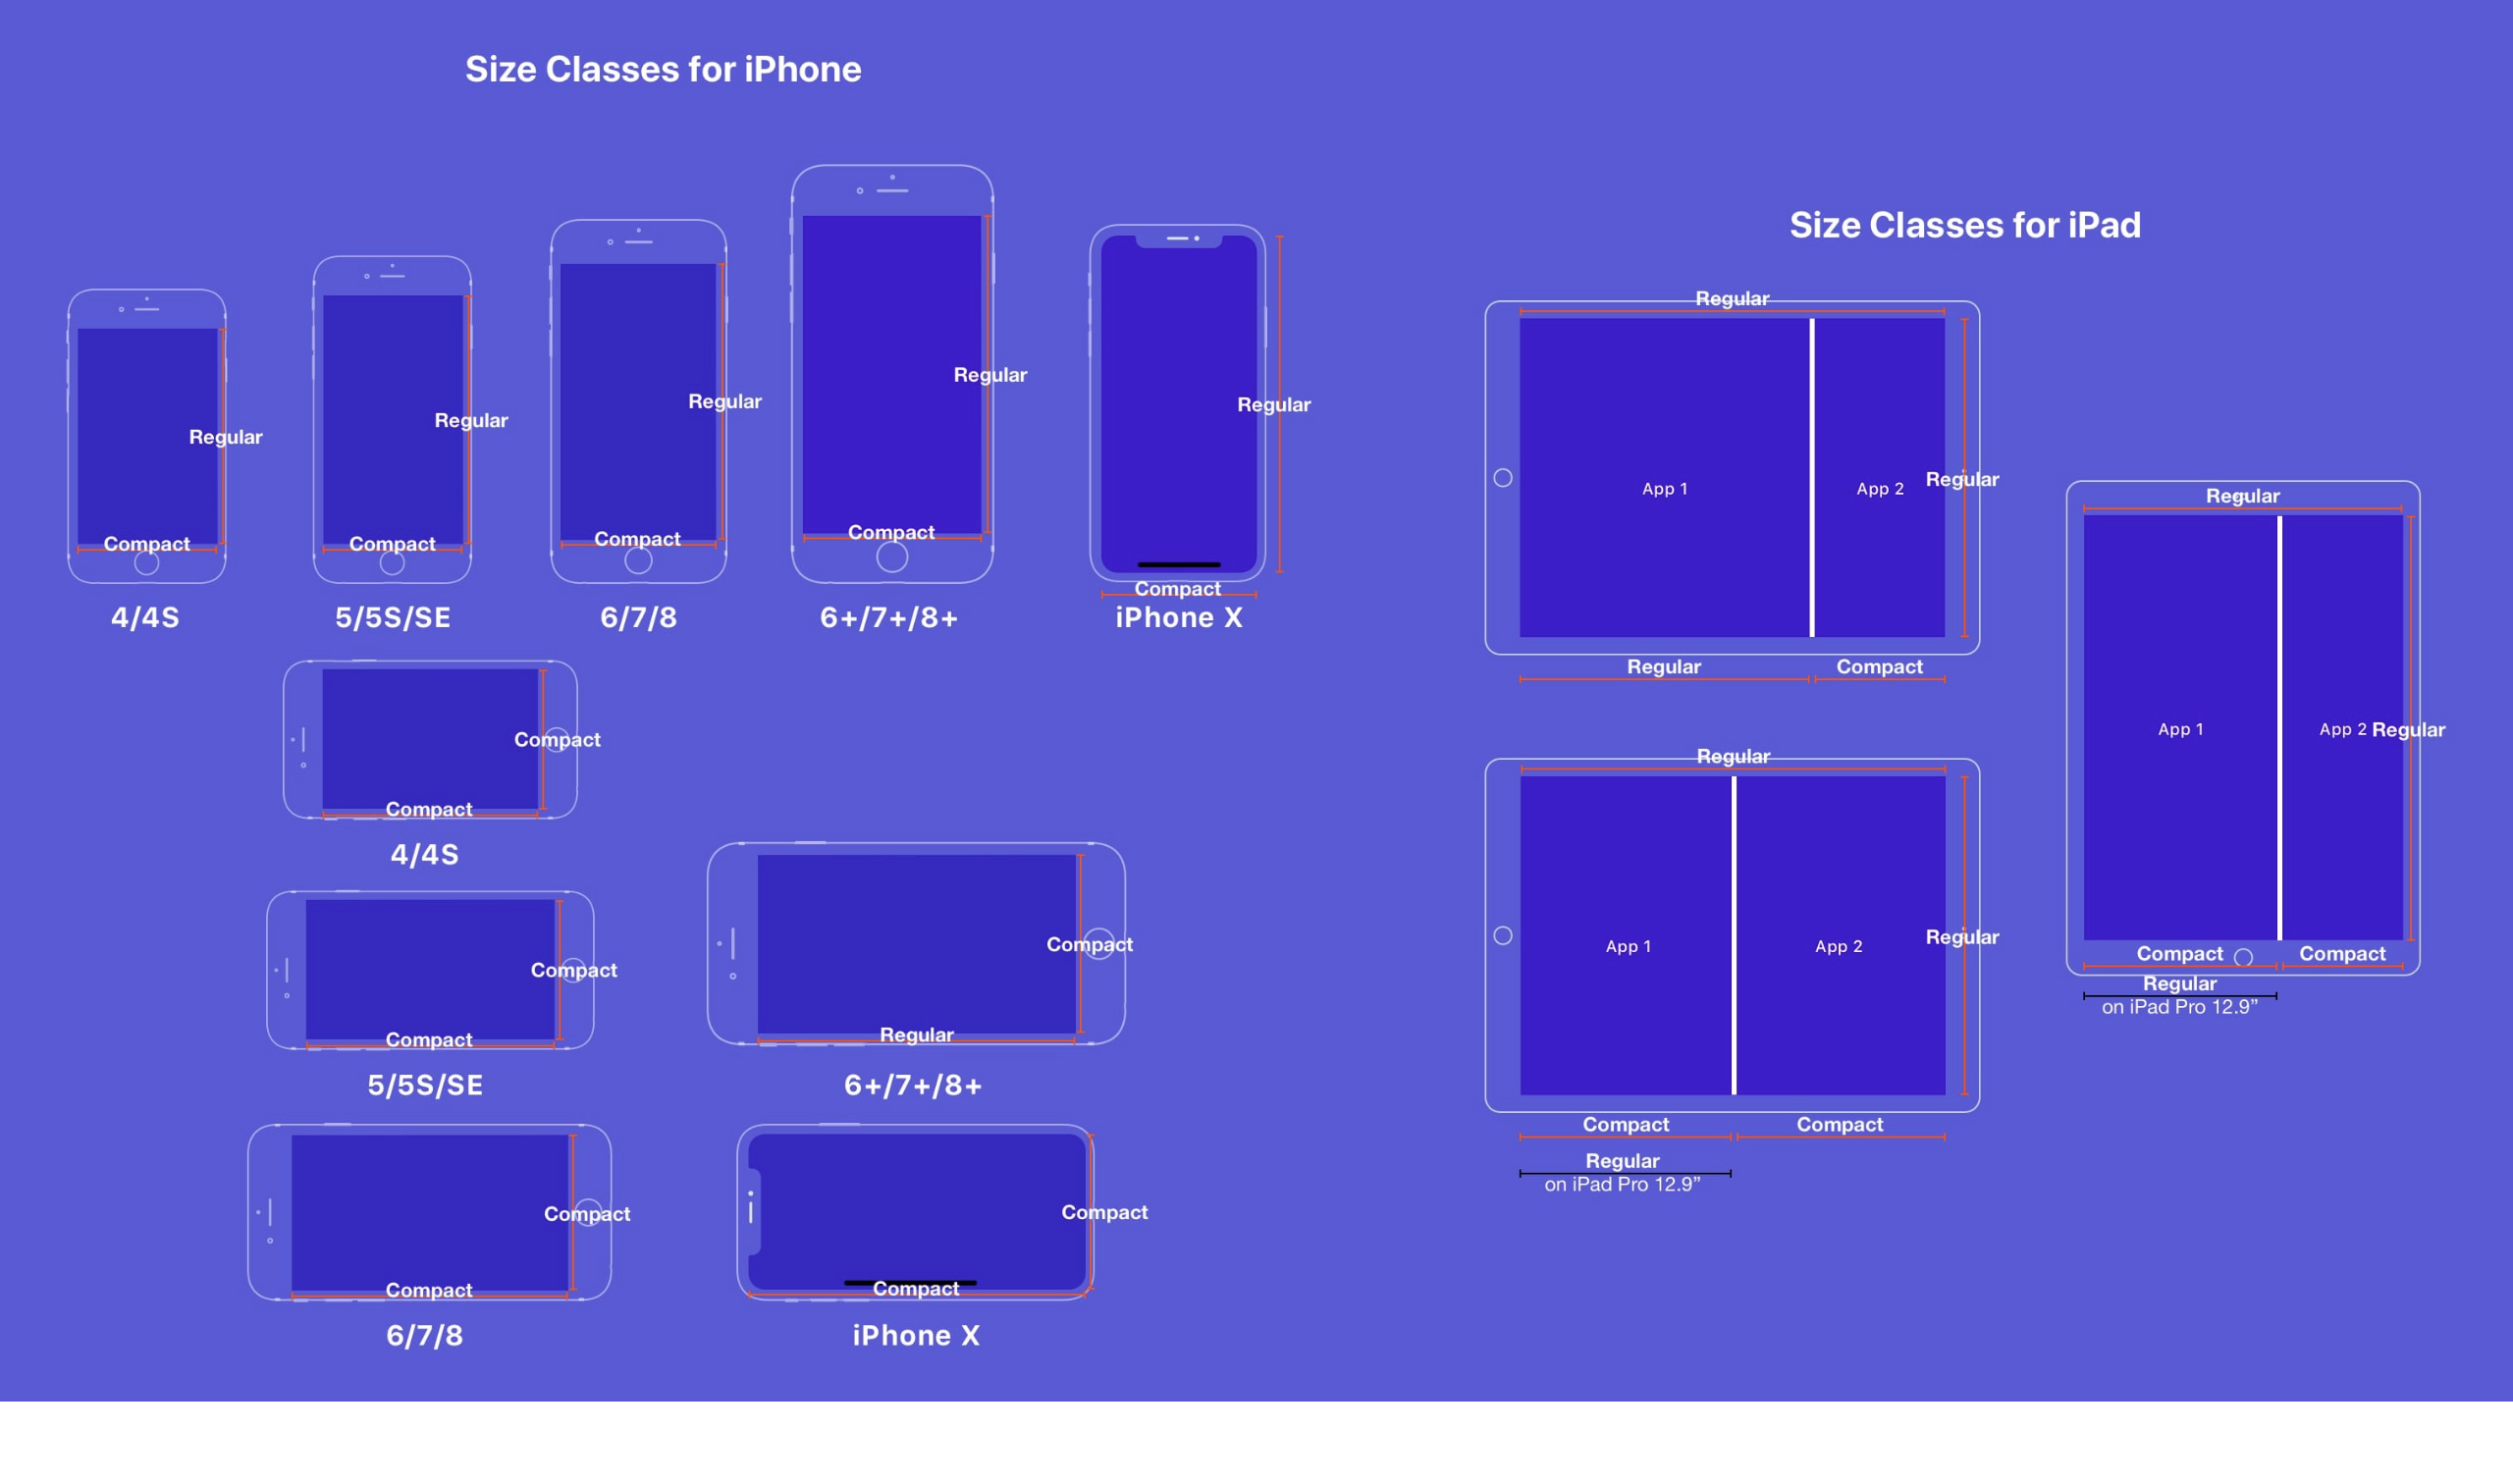 Size Classes for iPhone
Regular
Compact
4/4S
Regular
Compact
5/5S/SE
Regular
Compact
6/7/8
Regular
Compact
6+/7+/8+
Regular
Compact
iPhone X
Compact
Compact
4/4S
Compact
Compact
5/5S/SE
Compact
Compact
6/7/8
Compact
Regular
6+/7+/8+
Compact
Compact
iPhone X
Size Classes for iPad
Regular
App 1
App 2
Regular
Regular
Compact
Regular
App 1
App 2
Regular
Compact
Compact
Regular
on iPad Pro 12.9”
Regular
App 1
App 2
Regular
Compact
Compact
Regular
on iPad Pro 12.9”